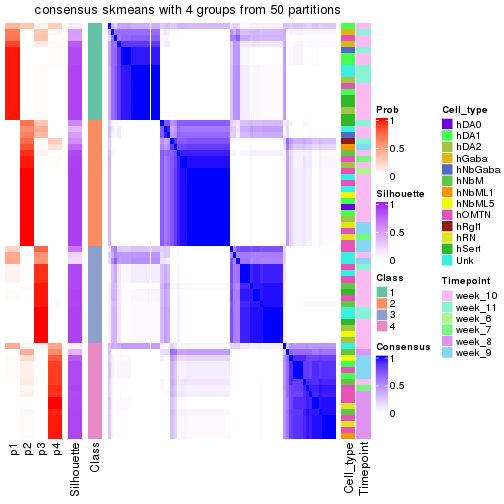 consensus skmeans with 4 groups from 50 partitions
p1
p2
p3
p4
Silhouette
Class
Cell_type
Timepoint
Prob
1
0.5
0
Silhouette
1
0.5
0
Class
1
2
3
4
Consensus
1
0.5
0
Cell_type
hDA0
hDA1
hDA2
hGaba
hNbGaba
hNbM
hNbML1
hNbML5
hOMTN
hRgl1
hRN
hSert
Unk
Timepoint
week_10
week_11
week_6
week_7
week_8
week_9